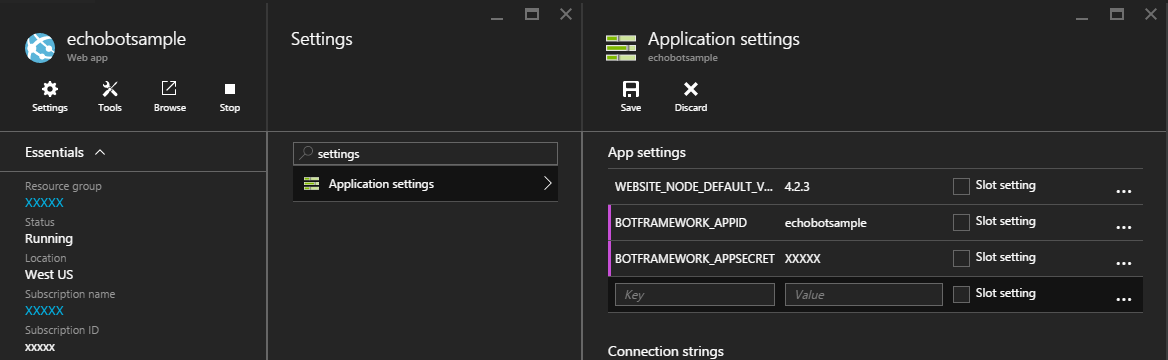 echobotsample
Web app
Settings
Tools
Browse
Stop
Essentials
Resource group
XXXXX
Status
Running
Location
West US
Subscription name
XXXXX
Subscription ID
xxxxx
Settings
settings
Application settings
Application settings
echobotsample
Save
Discard
App settings
WEBSITE_NODE_DEFAULT_V... 4.2.3 Slot setting ...
BOTFRAMEWORK_APPID echobotsample Slot setting ...
BOTFRAMEWORK_APPSECRET XXXXX Slot setting ...
Key Value Slot setting ...
Connection strings